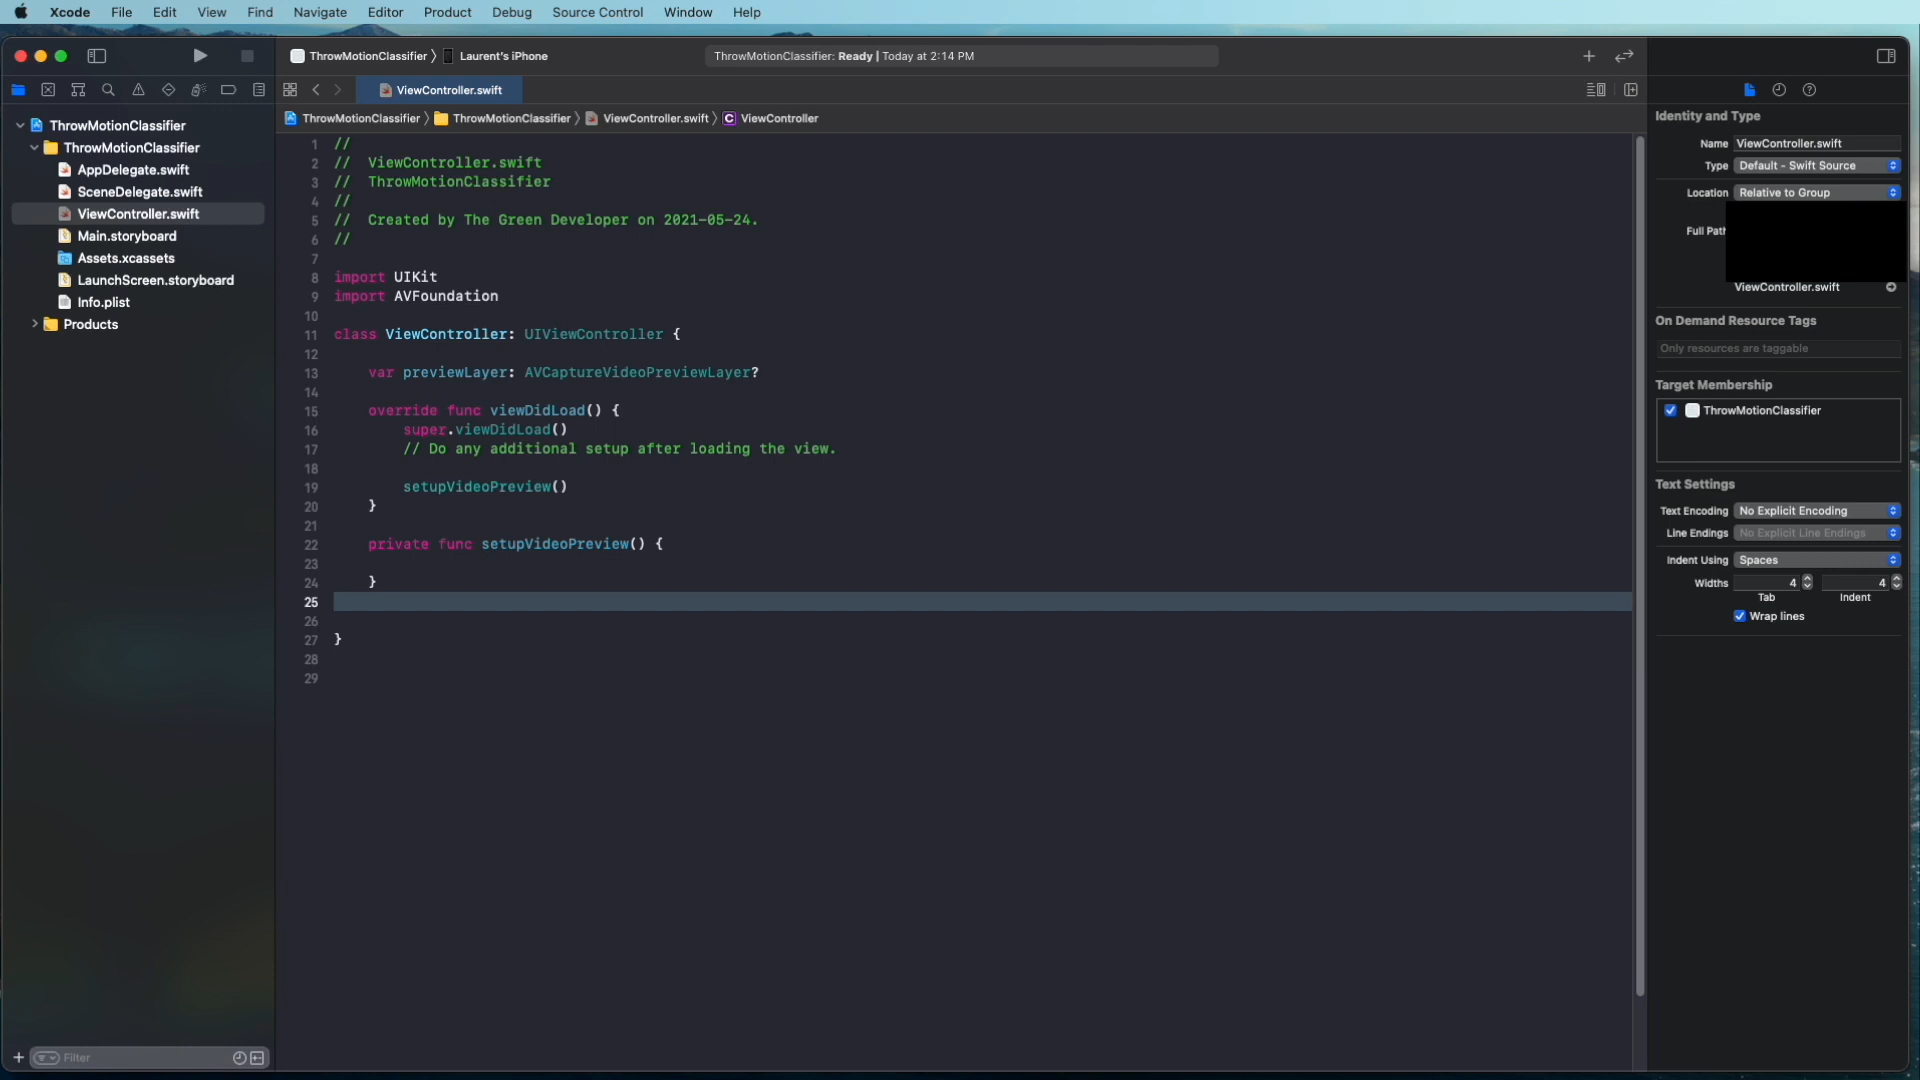 Xcode File Edit View Find Navigate Editor Product Debug Source Control Window Help
ThrowMotionClassifier 〉 Laurent's iPhone
ThrowMotionClassifier: Ready | Today at 2:14 PM
ViewController.swift
ThrowMotionClassifier 〉 ThrowMotionClassifier 〉 ViewController.swift 〉 C ViewController
ThrowMotionClassifier
ThrowMotionClassifier
AppDelegate.swift
SceneDelegate.swift
ViewController.swift
Main.storyboard
Assets.xcassets
LaunchScreen.storyboard
Info.plist
Products
Filter
1 //
2 //  ViewController.swift
3 //  ThrowMotionClassifier
4 //
5 //  Created by The Green Developer on 2021-05-24.
6 //
7
8 import UIKit
9 import AVFoundation
10
11 class ViewController: UIViewController {
12
13     var previewLayer: AVCaptureVideoPreviewLayer?
14
15     override func viewDidLoad() {
16         super.viewDidLoad()
17         // Do any additional setup after loading the view.
18
19         setupVideoPreview()
20     }
21
22     private func setupVideoPreview() {
23
24     }
25
26
27 }
28
29
Identity and Type
Name ViewController.swift
Type Default - Swift Source
Location Relative to Group
Full Path
ViewController.swift
On Demand Resource Tags
Only resources are taggable
Target Membership
ThrowMotionClassifier
Text Settings
Text Encoding No Explicit Encoding
Line Endings No Explicit Line Endings
Indent Using Spaces
Widths 4 4
Tab Indent
Wrap lines